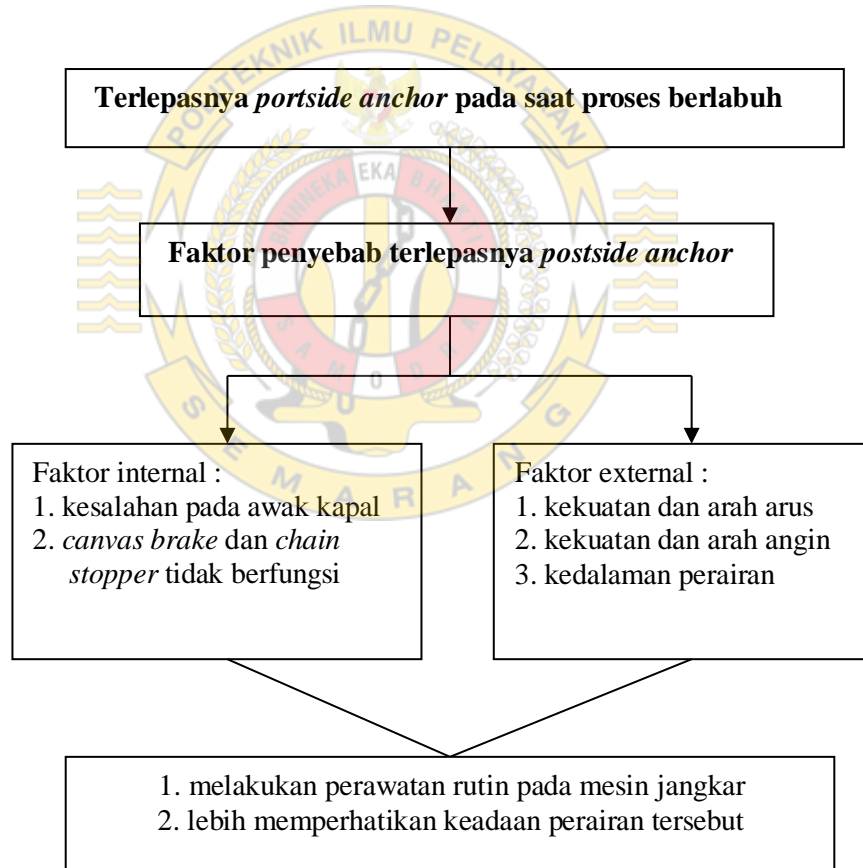 POLITEKNIK ILMU PELAYARAN
Terlepasnya portside anchor pada saat proses berlabuh
BHINNEKA EKA BHAKTI
Faktor penyebab terlepasnya postside anchor
SAMODRA
SEMARANG
Faktor internal :
1. kesalahan pada awak kapal
2. canvas brake dan chain
stopper tidak berfungsi
Faktor external :
1. kekuatan dan arah arus
2. kekuatan dan arah angin
3. kedalaman perairan
1. melakukan perawatan rutin pada mesin jangkar
2. lebih memperhatikan keadaan perairan tersebut